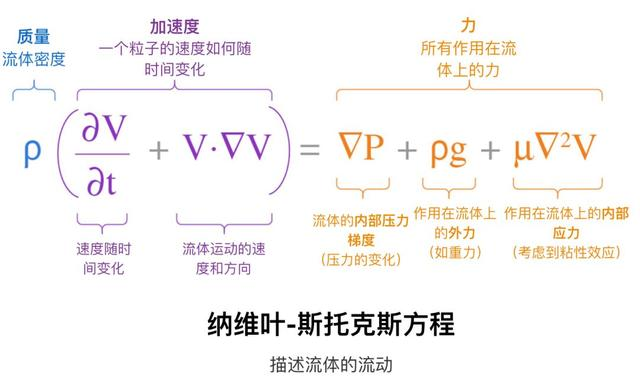 质量
流体密度
加速度
一个粒子的速度如何随
时间变化
力
所有作用在流
体上的力
ρ(∂V/∂t + V·∇V) = ∇P + ρg + μ∇²V
速度随时
间变化
流体运动的速
度和方向
流体的内部压力
梯度
（压力的变化）
作用在流体上
的外力
（如重力）
作用在流体上的内部
应力
（考虑到粘性效应）
纳维叶-斯托克斯方程
描述流体的流动